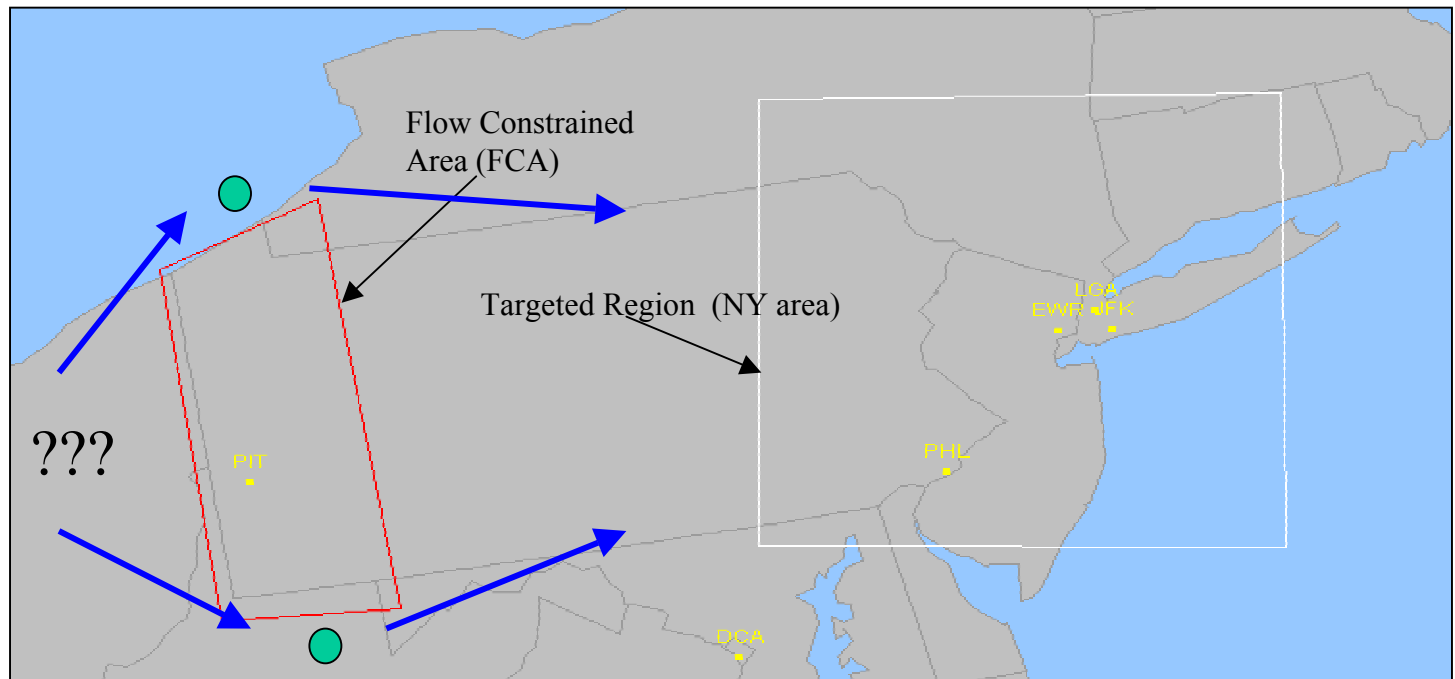 Flow Constrained
Area (FCA)
Targeted Region (NY area)
LGA
EWR JFK
???
PIT
PHL
DCA